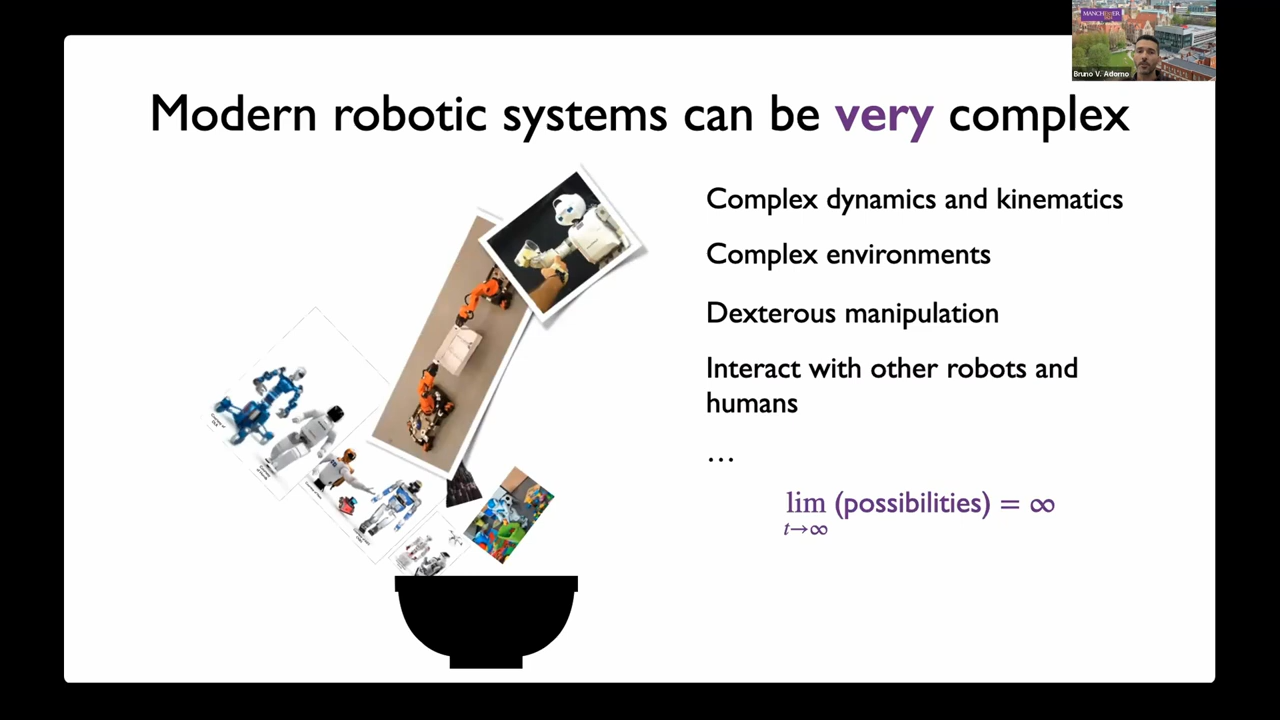 MANCHESTER
Bruno V. Adorno
Modern robotic systems can be very complex
Complex dynamics and kinematics
Complex environments
Dexterous manipulation
Interact with other robots and
humans
…
lim (possibilities) = ∞
t→∞